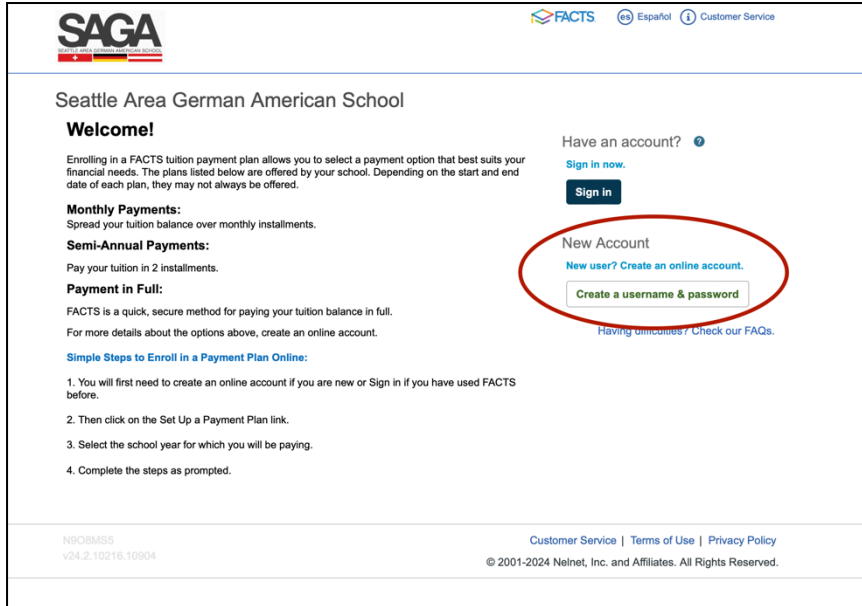 SAGA
SEATTLE AREA GERMAN AMERICAN SCHOOL
FACTS
es Español
i Customer Service
Seattle Area German American School
Welcome!
Enrolling in a FACTS tuition payment plan allows you to select a payment option that best suits your
financial needs. The plans listed below are offered by your school. Depending on the start and end
date of each plan, they may not always be offered.
Monthly Payments:
Spread your tuition balance over monthly installments.
Semi-Annual Payments:
Pay your tuition in 2 installments.
Payment in Full:
FACTS is a quick, secure method for paying your tuition balance in full.
For more details about the options above, create an online account.
Simple Steps to Enroll in a Payment Plan Online:
1. You will first need to create an online account if you are new or Sign in if you have used FACTS
before.
2. Then click on the Set Up a Payment Plan link.
3. Select the school year for which you will be paying.
4. Complete the steps as prompted.
Have an account? ?
Sign in now.
Sign in
New Account
New user? Create an online account.
Create a username & password
Having difficulties? Check our FAQs.
N9O8MS5
v24.2.10216.10904
Customer Service | Terms of Use | Privacy Policy
© 2001-2024 Nelnet, Inc. and Affiliates. All Rights Reserved.